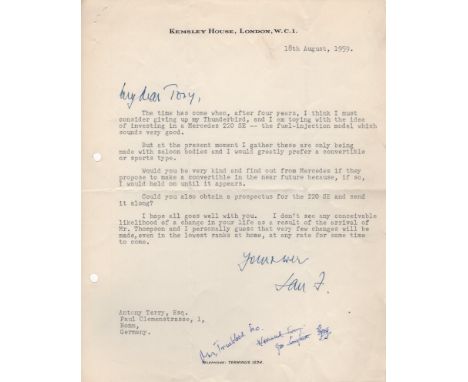 KEMSLEY HOUSE, LONDON, W.C.1.
18th August, 1959.
My dear Tony,
The time has come when, after four years, I think I must
consider giving up my Thunderbird, and I am toying with the idea
of investing in a Mercedes 220 SE -- the fuel-injection model which
sounds very good.
But at the present moment I gather these are only being
made with saloon bodies and I would greatly prefer a convertible
or sports type.
Would you be very kind and find out from Mercedes if they
propose to make a convertible in the near future because, if so,
I would hold on until it appears.
Could you also obtain a prospectus for the 220 SE and send
it along?
I hope all goes well with you. I don't see any conceivable
likelihood of a change in your life as a result of the arrival of
Mr. Thompson and I personally guess that very few changes will be
made, even in the lowest ranks at home, at any rate for some time
to come.
Yours ever
Ian F.
Antony Terry, Esq.
Paul Clemenstrasse, 1,
Bonn,
Germany.
TELEPHONE: TERMINUS 1234.